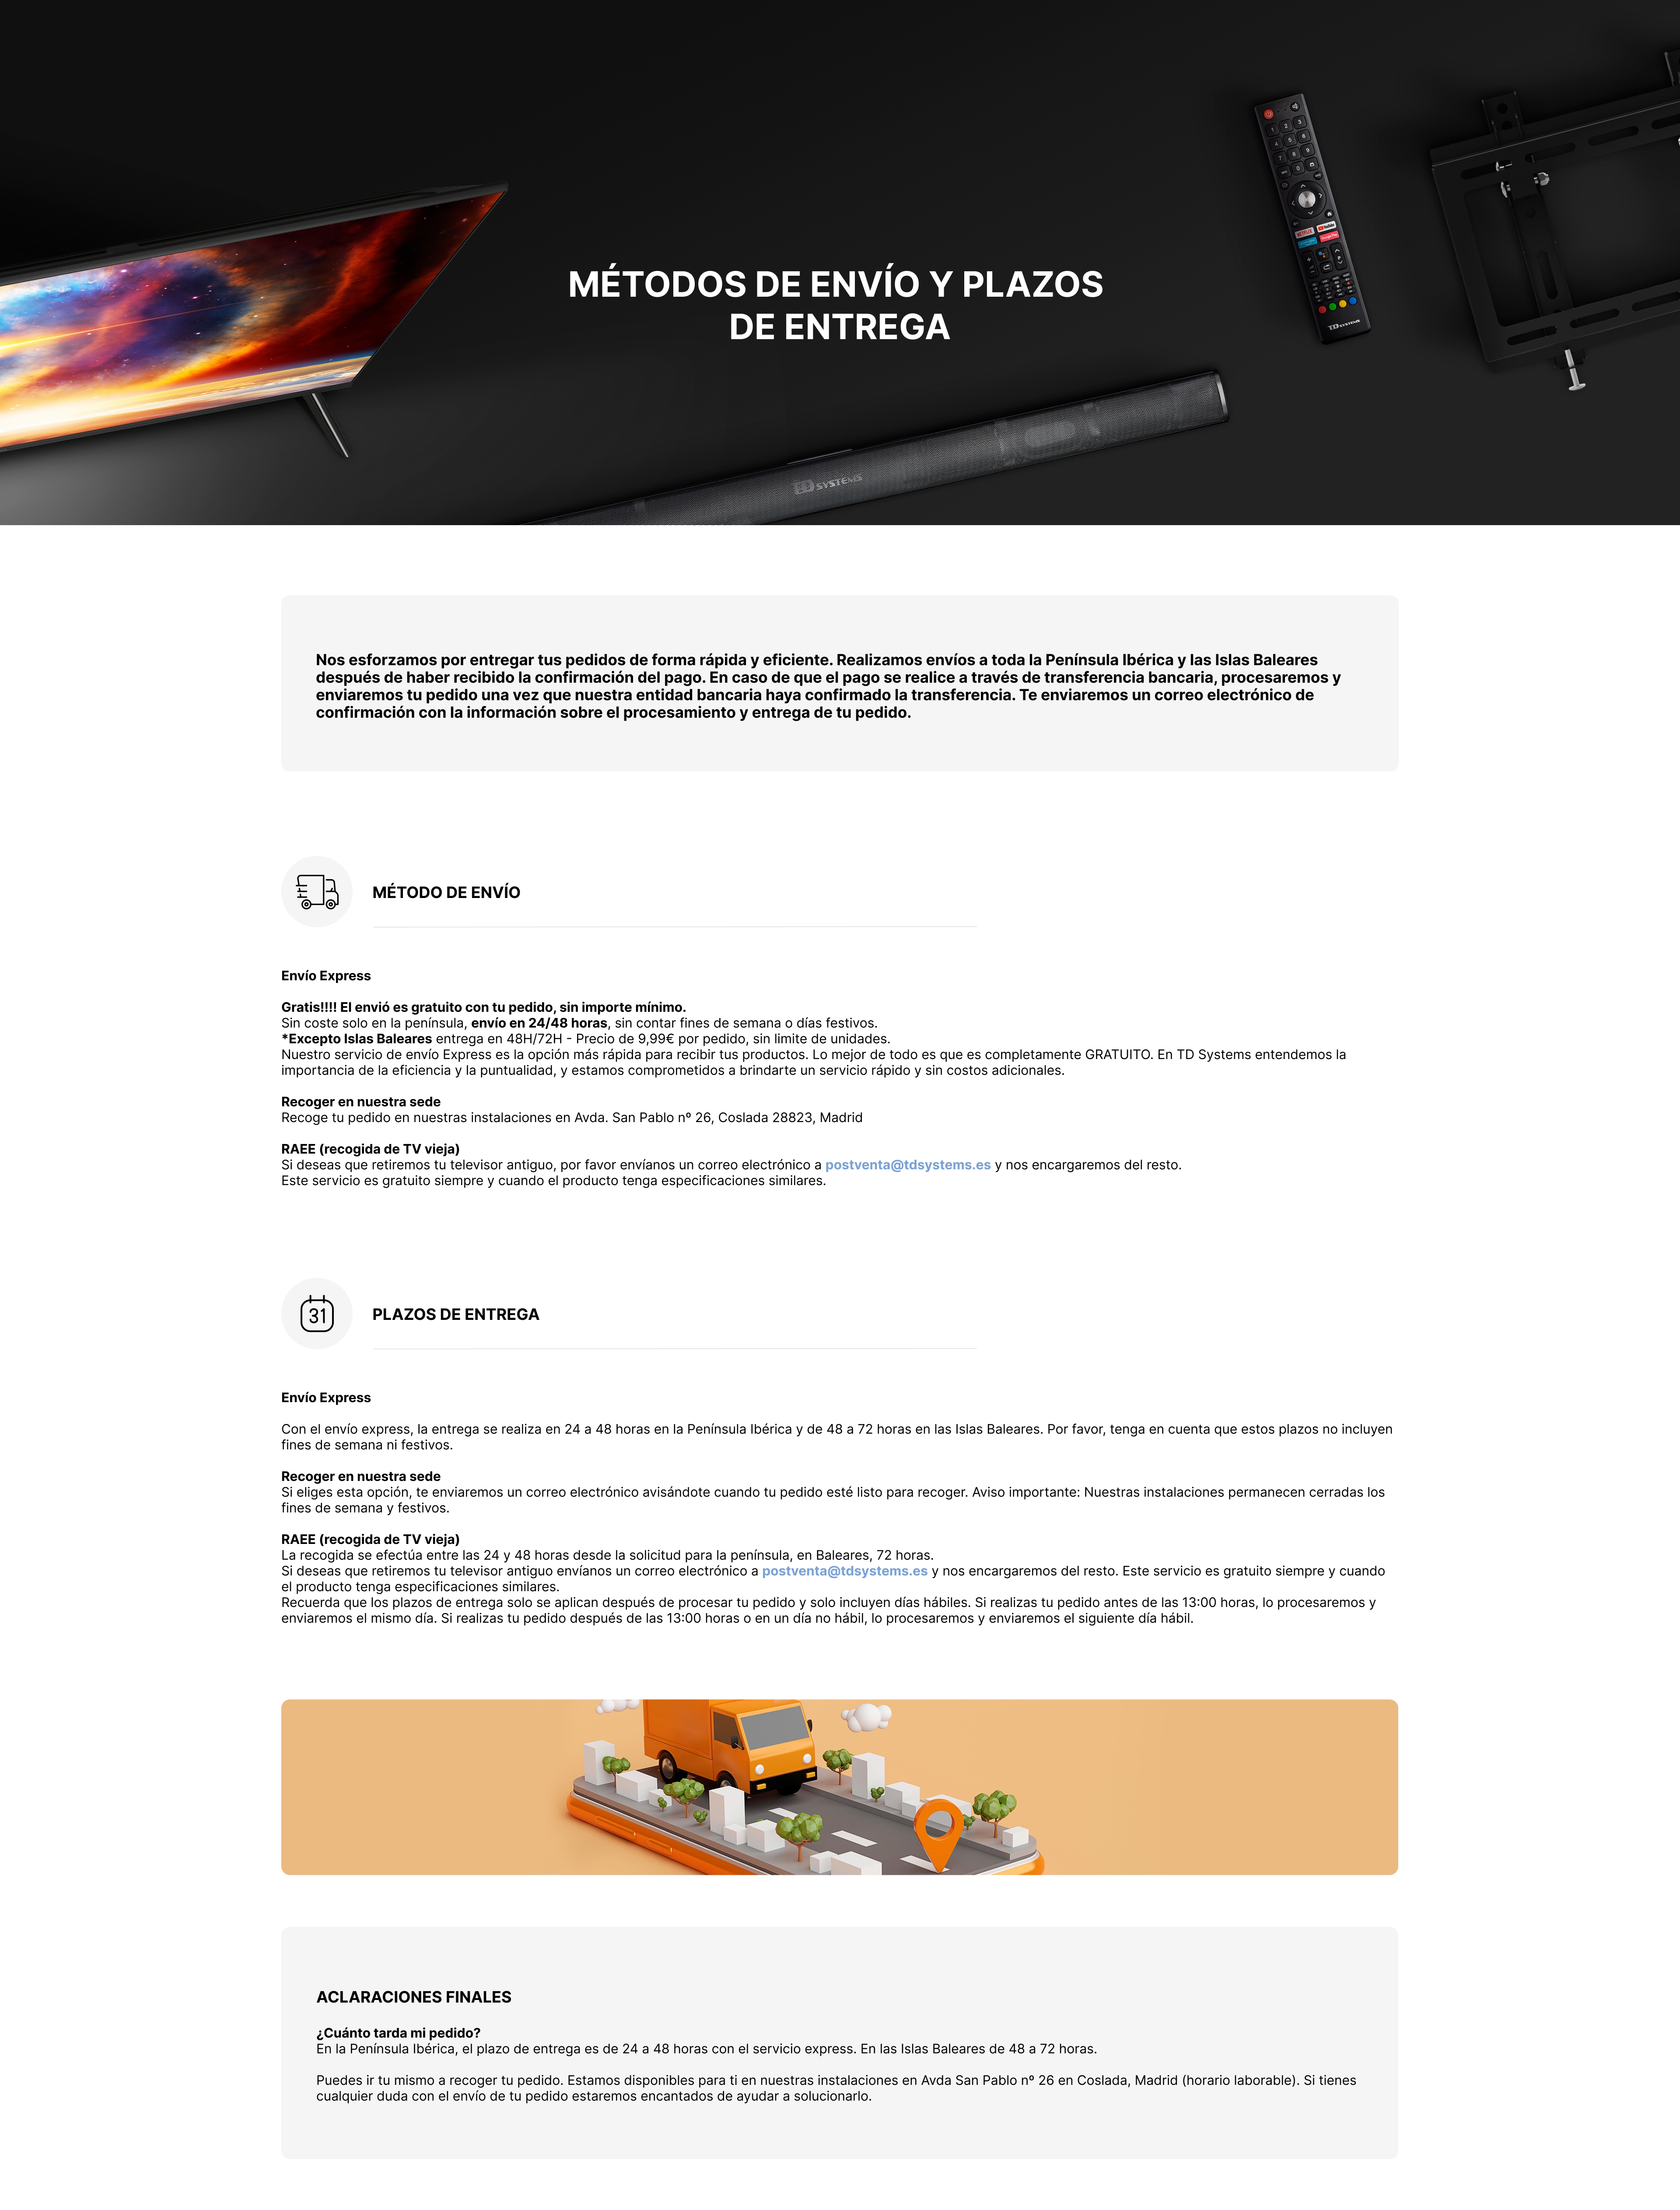 MÉTODOS DE ENVÍO Y PLAZOS
DE ENTREGA
TD SYSTEMS
TD SYSTEMS
Nos esforzamos por entregar tus pedidos de forma rápida y eficiente. Realizamos envíos a toda la Península Ibérica y las Islas Baleares
después de haber recibido la confirmación del pago. En caso de que el pago se realice a través de transferencia bancaria, procesaremos y
enviaremos tu pedido una vez que nuestra entidad bancaria haya confirmado la transferencia. Te enviaremos un correo electrónico de
confirmación con la información sobre el procesamiento y entrega de tu pedido.
MÉTODO DE ENVÍO
Envío Express
Gratis!!!! El envió es gratuito con tu pedido, sin importe mínimo.
Sin coste solo en la península, envío en 24/48 horas, sin contar fines de semana o días festivos.
*Excepto Islas Baleares entrega en 48H/72H - Precio de 9,99€ por pedido, sin limite de unidades.
Nuestro servicio de envío Express es la opción más rápida para recibir tus productos. Lo mejor de todo es que es completamente GRATUITO. En TD Systems entendemos la
importancia de la eficiencia y la puntualidad, y estamos comprometidos a brindarte un servicio rápido y sin costos adicionales.
Recoger en nuestra sede
Recoge tu pedido en nuestras instalaciones en Avda. San Pablo nº 26, Coslada 28823, Madrid
RAEE (recogida de TV vieja)
Si deseas que retiremos tu televisor antiguo, por favor envíanos un correo electrónico a postventa@tdsystems.es y nos encargaremos del resto.
Este servicio es gratuito siempre y cuando el producto tenga especificaciones similares.
31
PLAZOS DE ENTREGA
Envío Express
Con el envío express, la entrega se realiza en 24 a 48 horas en la Península Ibérica y de 48 a 72 horas en las Islas Baleares. Por favor, tenga en cuenta que estos plazos no incluyen
fines de semana ni festivos.
Recoger en nuestra sede
Si eliges esta opción, te enviaremos un correo electrónico avisándote cuando tu pedido esté listo para recoger. Aviso importante: Nuestras instalaciones permanecen cerradas los
fines de semana y festivos.
RAEE (recogida de TV vieja)
La recogida se efectúa entre las 24 y 48 horas desde la solicitud para la península, en Baleares, 72 horas.
Si deseas que retiremos tu televisor antiguo envíanos un correo electrónico a postventa@tdsystems.es y nos encargaremos del resto. Este servicio es gratuito siempre y cuando
el producto tenga especificaciones similares.
Recuerda que los plazos de entrega solo se aplican después de procesar tu pedido y solo incluyen días hábiles. Si realizas tu pedido antes de las 13:00 horas, lo procesaremos y
enviaremos el mismo día. Si realizas tu pedido después de las 13:00 horas o en un día no hábil, lo procesaremos y enviaremos el siguiente día hábil.
ACLARACIONES FINALES
¿Cuánto tarda mi pedido?
En la Península Ibérica, el plazo de entrega es de 24 a 48 horas con el servicio express. En las Islas Baleares de 48 a 72 horas.
Puedes ir tu mismo a recoger tu pedido. Estamos disponibles para ti en nuestras instalaciones en Avda San Pablo nº 26 en Coslada, Madrid (horario laborable). Si tienes
cualquier duda con el envío de tu pedido estaremos encantados de ayudar a solucionarlo.